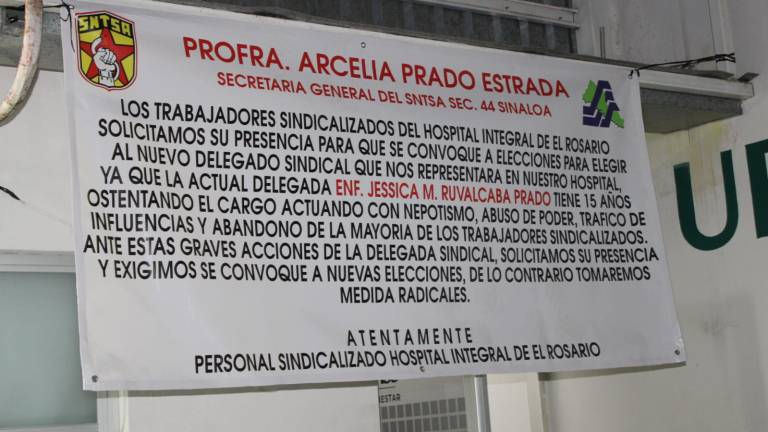 SNTSA
PROFRA. ARCELIA PRADO ESTRADA
SECRETARIA GENERAL DEL SNTSA SEC. 44 SINALOA
LOS TRABAJADORES SINDICALIZADOS DEL HOSPITAL INTEGRAL DE EL ROSARIO
SOLICITAMOS SU PRESENCIA PARA QUE SE CONVOQUE A ELECCIONES PARA ELEGIR
AL NUEVO DELEGADO SINDICAL QUE NOS REPRESENTARA EN NUESTRO HOSPITAL,
YA QUE LA ACTUAL DELEGADA ENF. JESSICA M. RUVALCABA PRADO TIENE 15 AÑOS
OSTENTANDO EL CARGO ACTUANDO CON NEPOTISMO, ABUSO DE PODER, TRAFICO DE
INFLUENCIAS Y ABANDONO DE LA MAYORIA DE LOS TRABAJADORES SINDICALIZADOS.
ANTE ESTAS GRAVES ACCIONES DE LA DELEGADA SINDICAL, SOLICITAMOS SU PRESENCIA
Y EXIGIMOS SE CONVOQUE A NUEVAS ELECCIONES, DE LO CONTRARIO TOMAREMOS
MEDIDA RADICALES.
ATENTAMENTE
PERSONAL SINDICALIZADO HOSPITAL INTEGRAL DE EL ROSARIO
ESTAR